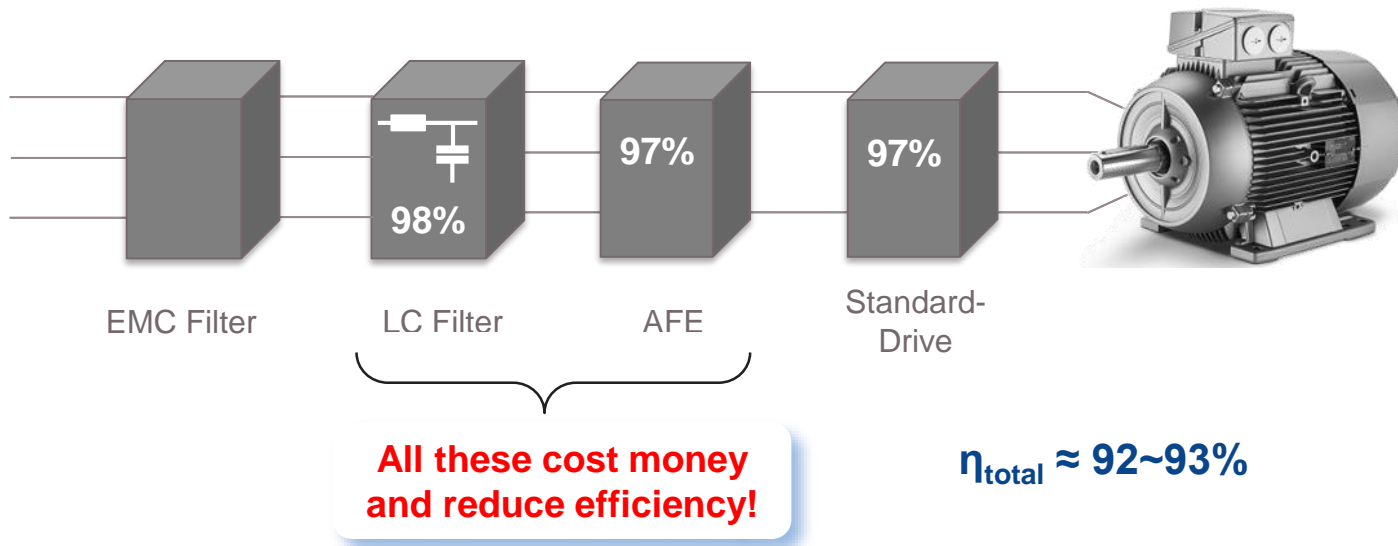 97%
97%
98%
EMC Filter
LC Filter
AFE
Standard-
Drive
All these cost money
and reduce efficiency!
ηtotal ≈ 92~93%